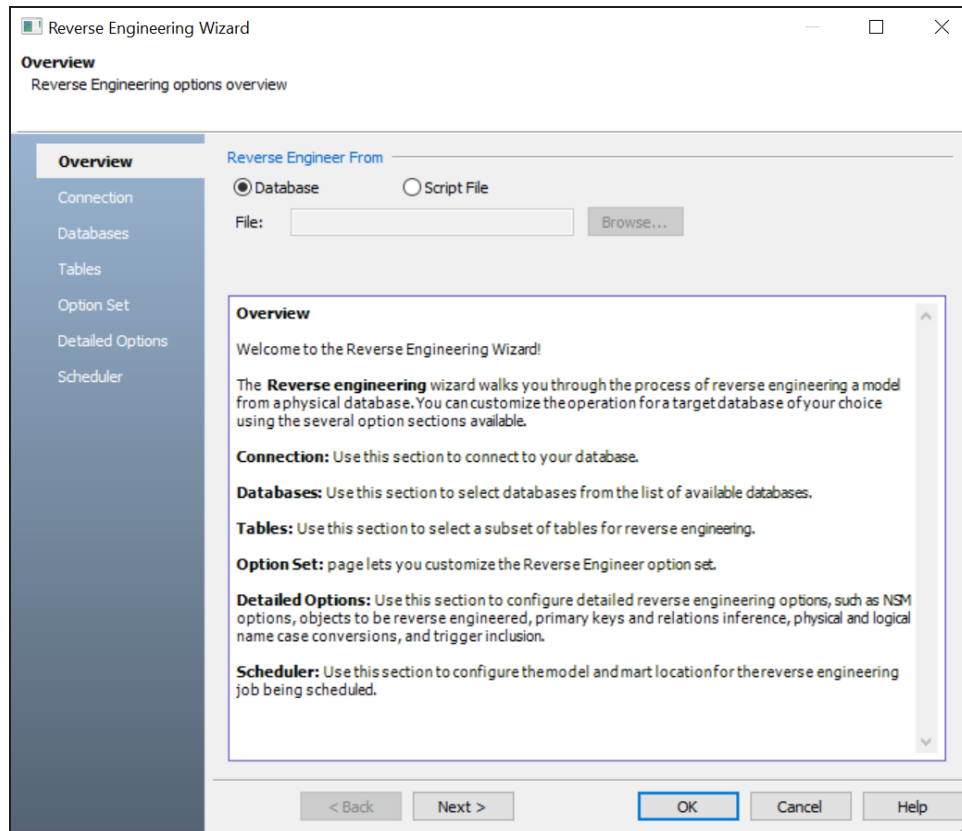 Reverse Engineering Wizard
Overview
Reverse Engineering options overview
Overview
Connection
Databases
Tables
Option Set
Detailed Options
Scheduler
Reverse Engineer From
Database
Script File
File:
Browse...
Overview
Welcome to the Reverse Engineering Wizard!
The Reverse engineering wizard walks you through the process of reverse engineering a model
from a physical database. You can customize the operation for a target database of your choice
using the several option sections available.
Connection: Use this section to connect to your database.
Databases: Use this section to select databases from the list of available databases.
Tables: Use this section to select a subset of tables for reverse engineering.
Option Set: page lets you customize the Reverse Engineer option set.
Detailed Options: Use this section to configure detailed reverse engineering options, such as NSM
options, objects to be reverse engineered, primary keys and relations inference, physical and logical
name case conversions, and trigger inclusion.
Scheduler: Use this section to configure the model and mart location for the reverse engineering
job being scheduled.
< Back
Next >
OK
Cancel
Help